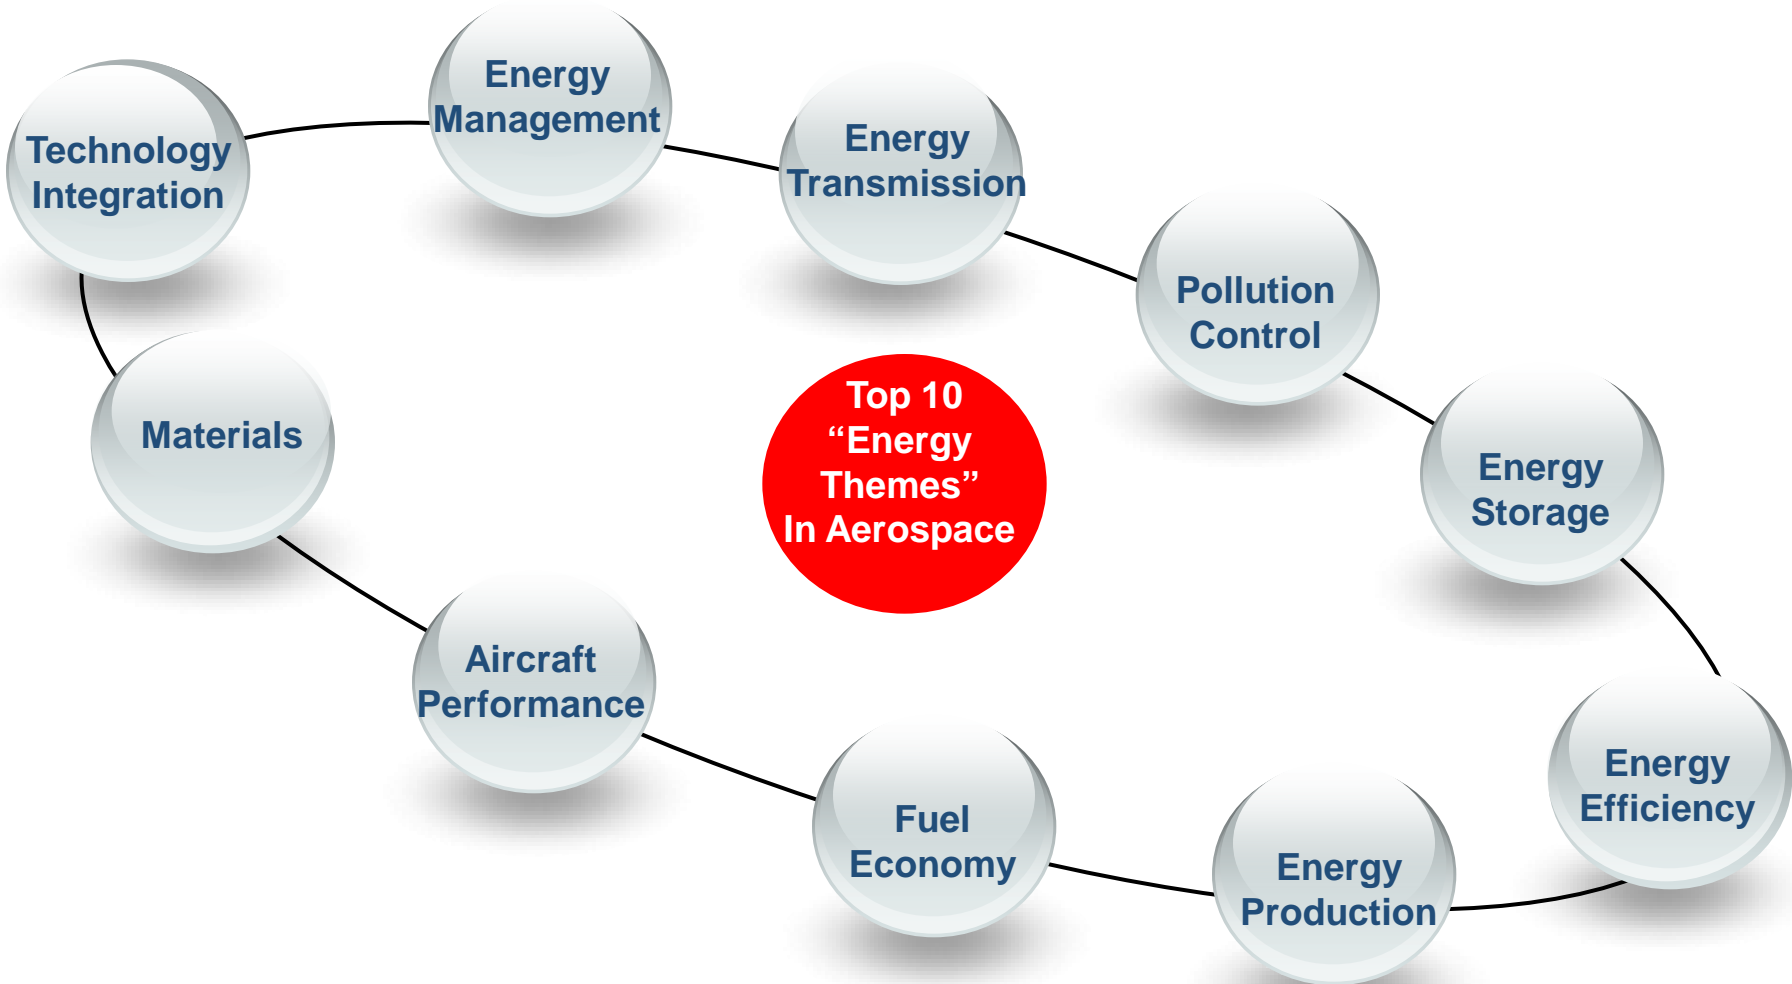 Energy
Management
Technology
Integration
Energy
Transmission
Pollution
Control
Top 10
“Energy
Themes”
In Aerospace
Materials
Energy
Storage
Aircraft
Performance
Energy
Efficiency
Fuel
Economy
Energy
Production